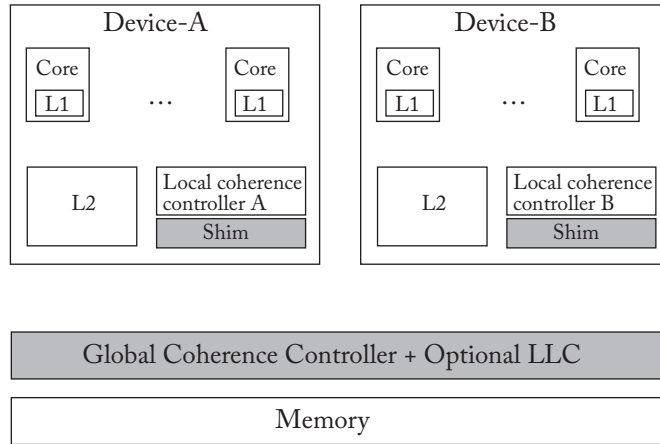 Device-A
Core
L1
...
Core
L1
L2
Local coherence
controller A
Shim
Device-B
Core
L1
...
Core
L1
L2
Local coherence
controller B
Shim
Global Coherence Controller + Optional LLC
Memory